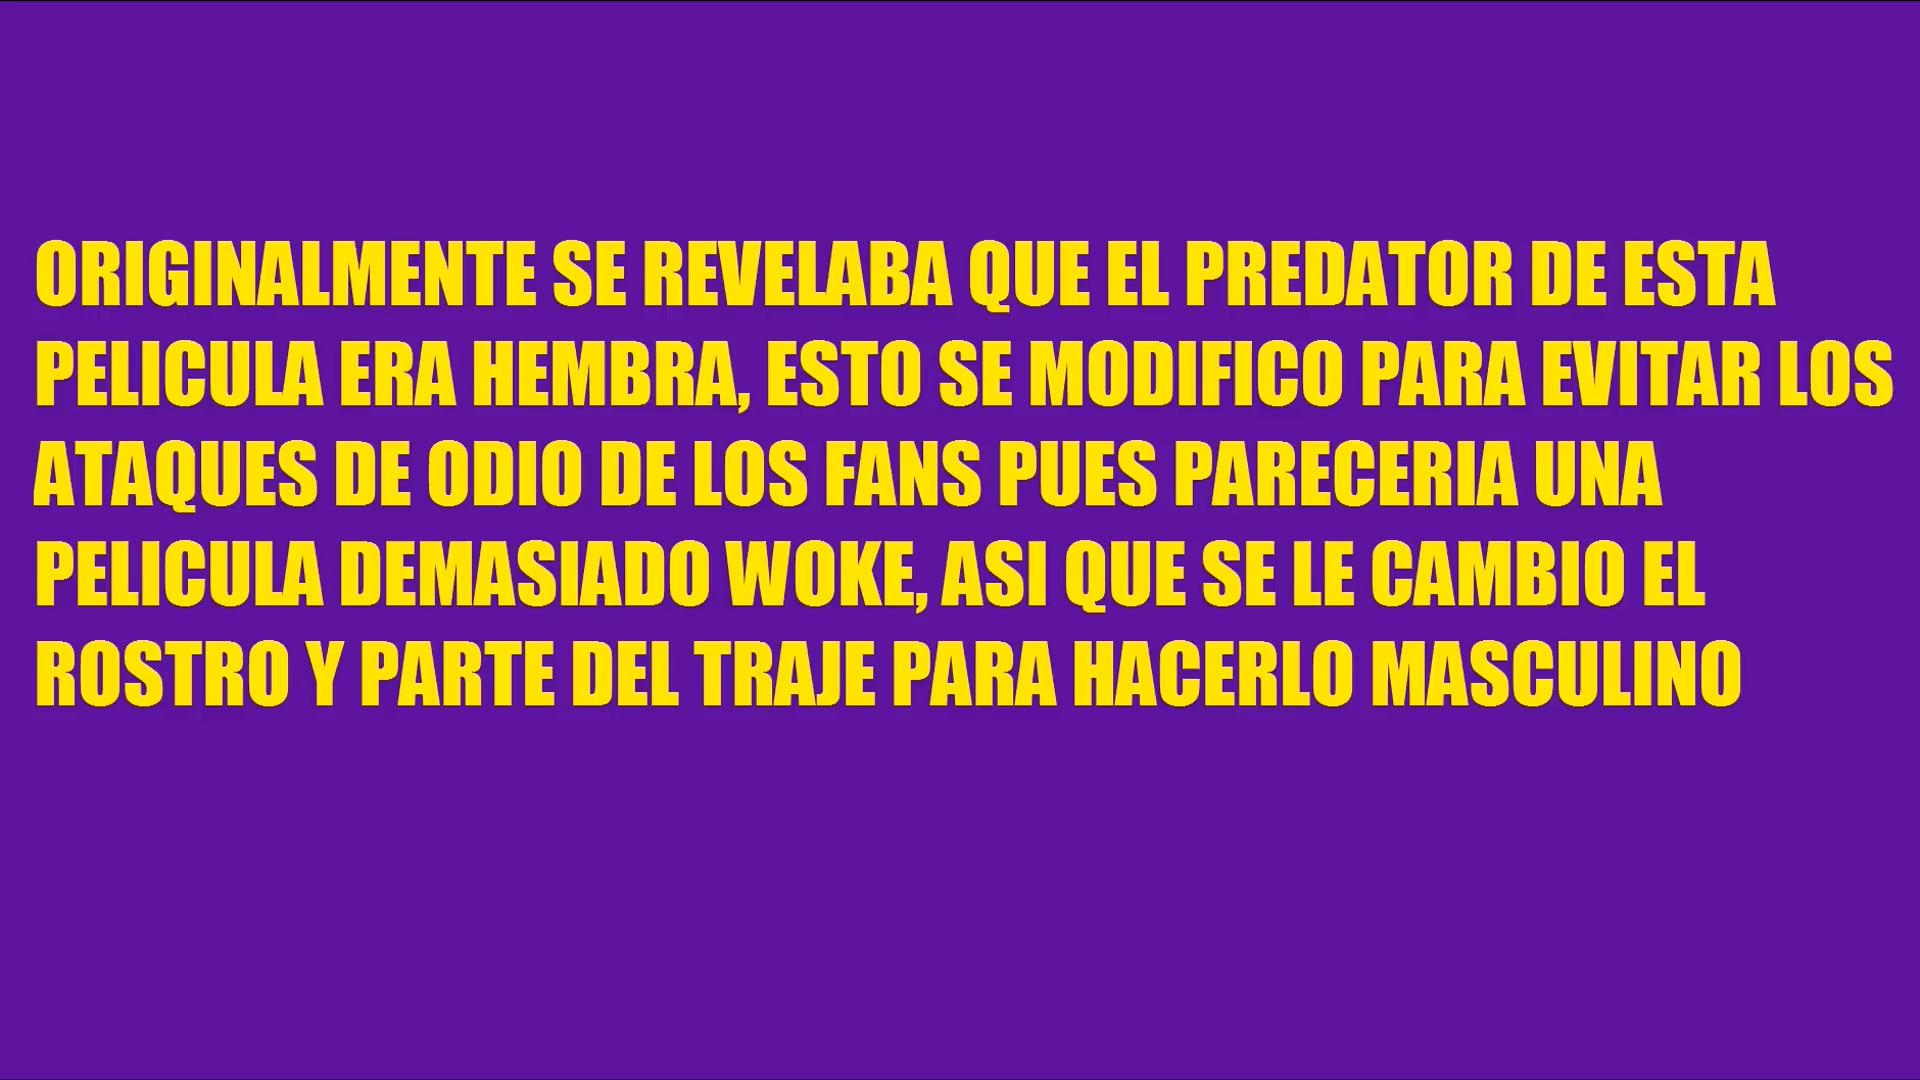 ORIGINALMENTE SE REVELABA QUE EL PREDATOR DE ESTA
PELICULA ERA HEMBRA, ESTO SE MODIFICO PARA EVITAR LOS
ATAQUES DE ODIO DE LOS FANS PUES PARECERIA UNA
PELICULA DEMASIADO WOKE, ASI QUE SE LE CAMBIO EL
ROSTRO Y PARTE DEL TRAJE PARA HACERLO MASCULINO